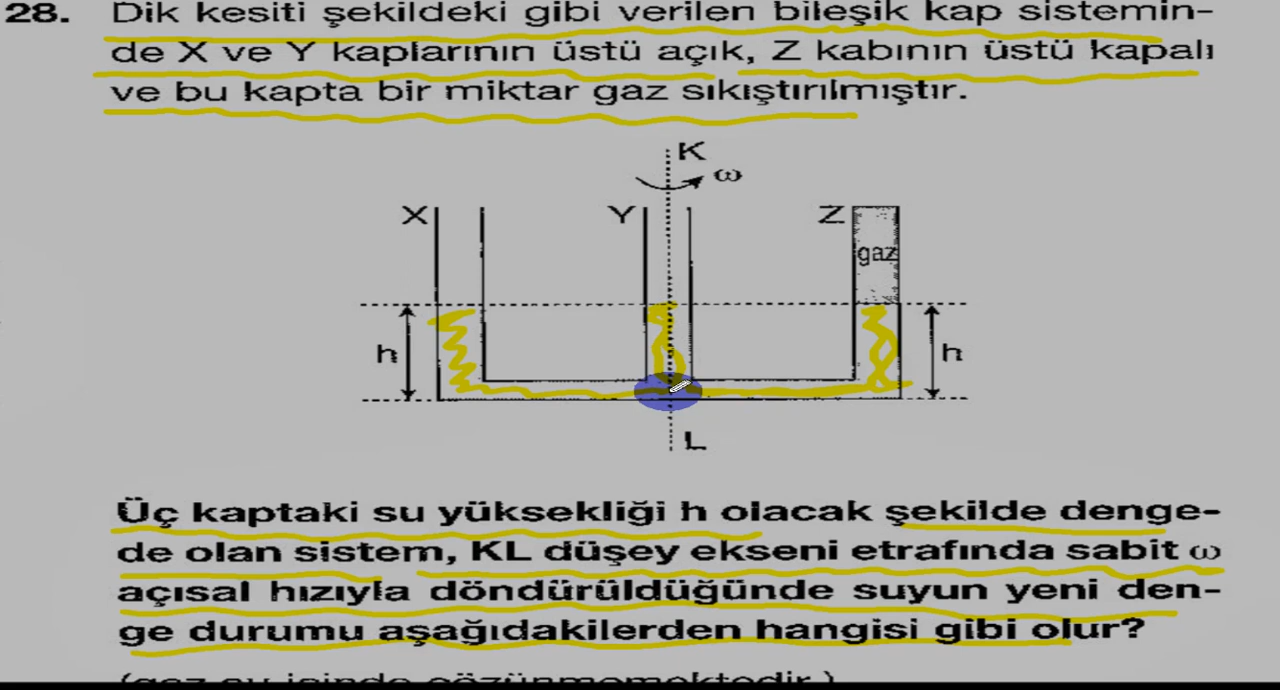 28. Dik kesiti şekildeki gibi verilen bileşik kap sistemin-
de X ve Y kaplarının üstü açık, Z kabının üstü kapalı
ve bu kapta bir miktar gaz sıkıştırılmıştır.
K
ω
X Y Z
gaz
h h
L
Üç kaptaki su yüksekliği h olacak şekilde denge-
de olan sistem, KL düşey ekseni etrafında sabit ω
açısal hızıyla döndürüldüğünde suyun yeni den-
ge durumu aşağıdakilerden hangisi gibi olur?